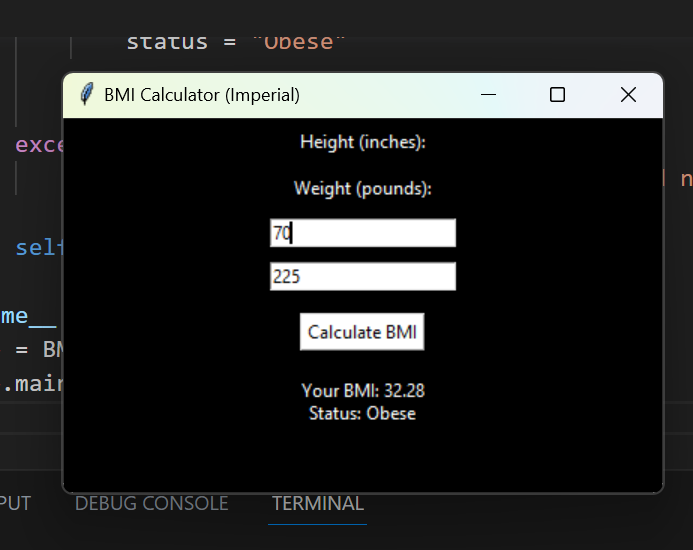 status = "Obese"
BMI Calculator (Imperial)
Height (inches):
exce
n
Weight (pounds):
70
self
225
me__
Calculate BMI
= BM
.main
Your BMI: 32.28
Status: Obese
PUT DEBUG CONSOLE TERMINAL